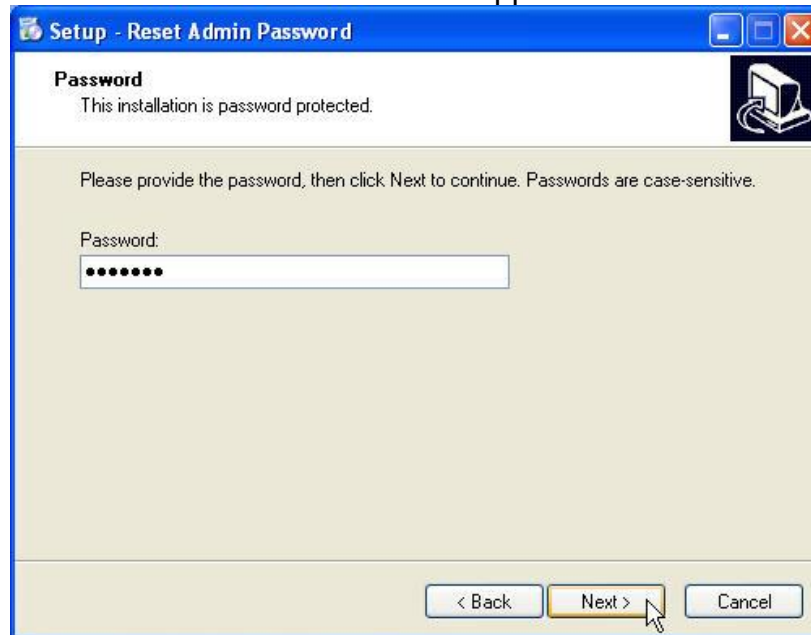 Setup - Reset Admin Password
Password
This installation is password protected.
Please provide the password, then click Next to continue. Passwords are case-sensitive.
Password:
•••••••
< Back Next > Cancel